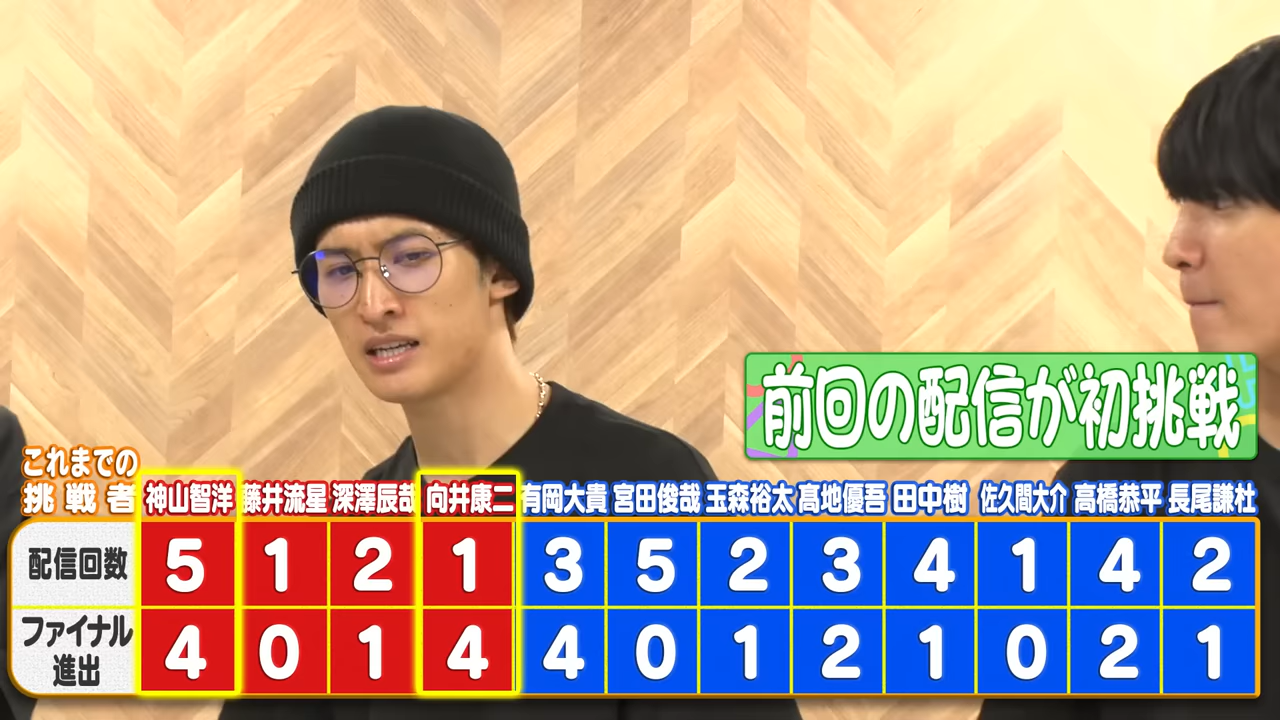 前回の配信が初挑戦
これまでの
挑戦者 神山智洋 藤井流星 深澤辰哉 向井康二 有岡大貴 宮田俊哉 玉森裕太 髙地優吾 田中樹 佐久間大介 高橋恭平 長尾謙杜
配信回数 5 1 2 1 3 5 2 3 4 1 4 2
ファイナル
進出 4 0 1 4 4 0 1 2 1 0 2 1